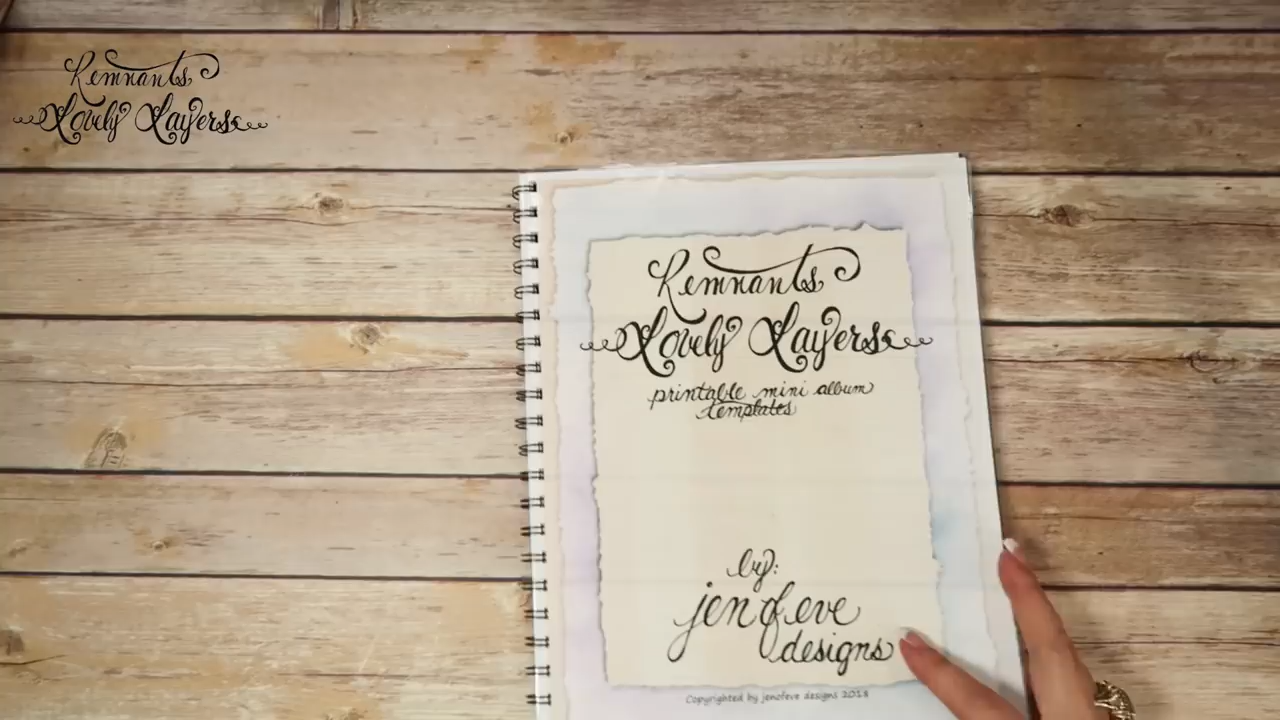 Remnants
Lovely Layers
Remnants
Lovely Layers
printable mini album
templates
by:
jenofeve
designs
Copyrighted by jenofeve designs 2018